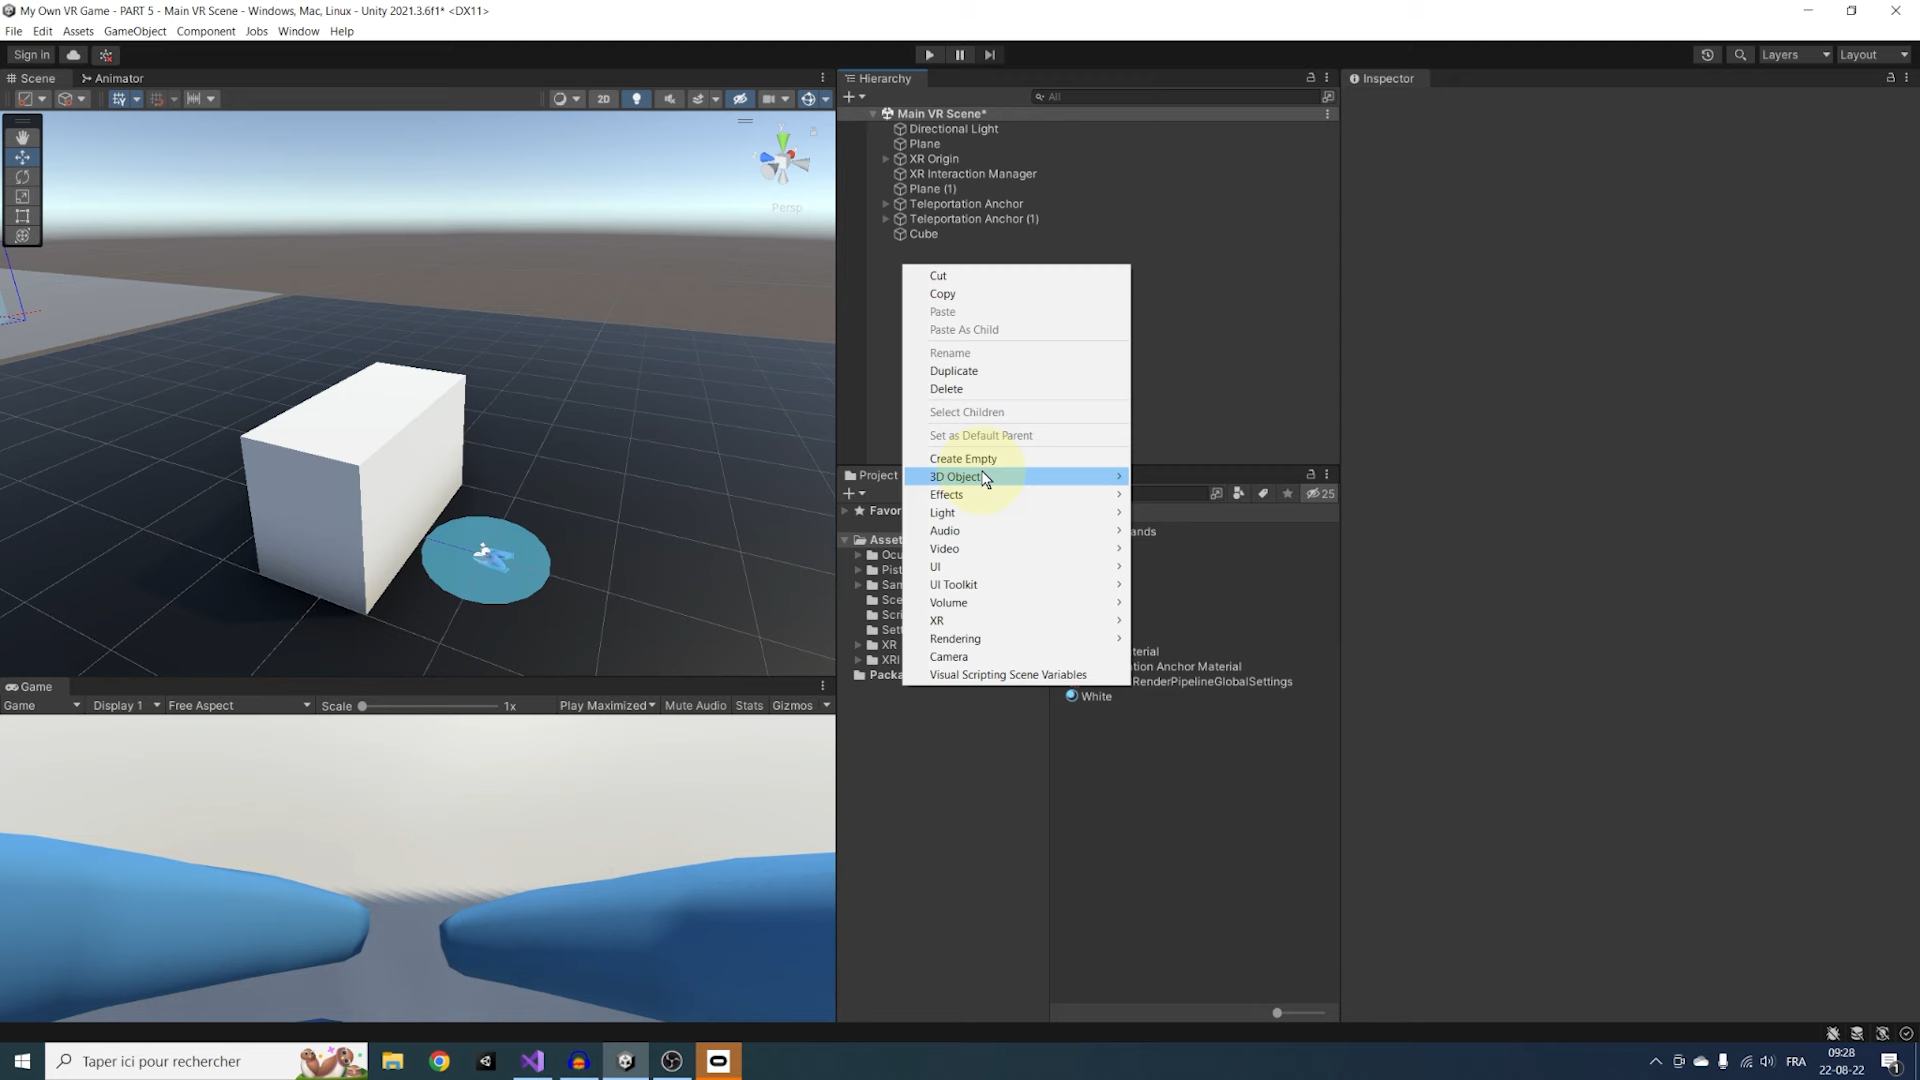 My Own VR Game - PART 5 - Main VR Scene - Windows, Mac, Linux - Unity 2021.3.6f1* <DX11>
File Edit Assets GameObject Component Jobs Window Help
Sign in Layers Layout
Scene Animator Hierarchy Inspector
2D All
Main VR Scene*
Directional Light
Plane
XR Origin
XR Interaction Manager
Plane (1)
Teleportation Anchor
Teleportation Anchor (1)
Cube
y
Persp
Cut
Copy
Paste
Paste As Child
Rename
Duplicate
Delete
Select Children
Set as Default Parent
Create Empty
3D Object
Effects
Light
Audio
Video
UI
UI Toolkit
Volume
XR
Rendering
Camera
Visual Scripting Scene Variables
Project
25
Favor
Asset
ands
Ocu
Pist
San
Sce
Scri
Sett
XR
XRI
Packa
terial
tion Anchor Material
RenderPipelineGlobalSettings
White
Game
Game Display 1 Free Aspect Scale 1x Play Maximized Mute Audio Stats Gizmos
Taper ici pour rechercher
FRA
09:28
22-08-22
1